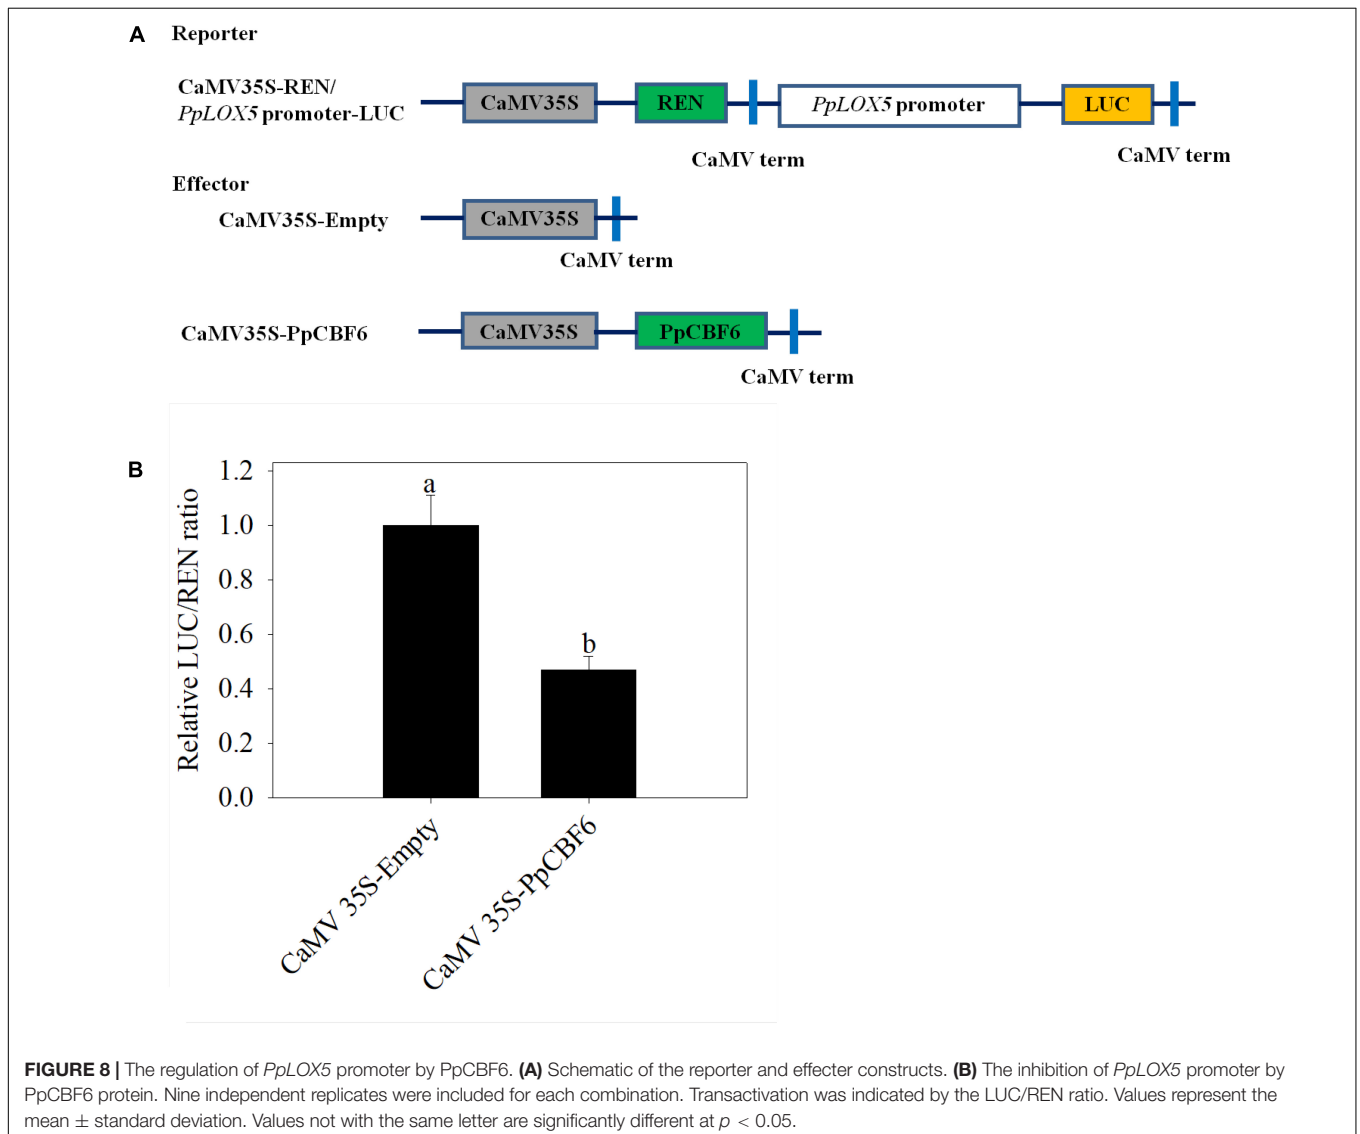 A Reporter
CaMV35S-REN/
PpLOX5 promoter-LUC
CaMV35S REN PpLOX5 promoter LUC
CaMV term CaMV term
Effector
CaMV35S-Empty CaMV35S
CaMV term
CaMV35S-PpCBF6 CaMV35S PpCBF6
CaMV term
B
Relative LUC/REN ratio
1.2
1.0
0.8
0.6
0.4
0.2
0.0
a
b
CaMV 35S-Empty
CaMV 35S-PpCBF6
FIGURE 8 | The regulation of PpLOX5 promoter by PpCBF6. (A) Schematic of the reporter and effecter constructs. (B) The inhibition of PpLOX5 promoter by
PpCBF6 protein. Nine independent replicates were included for each combination. Transactivation was indicated by the LUC/REN ratio. Values represent the
mean ± standard deviation. Values not with the same letter are significantly different at p < 0.05.